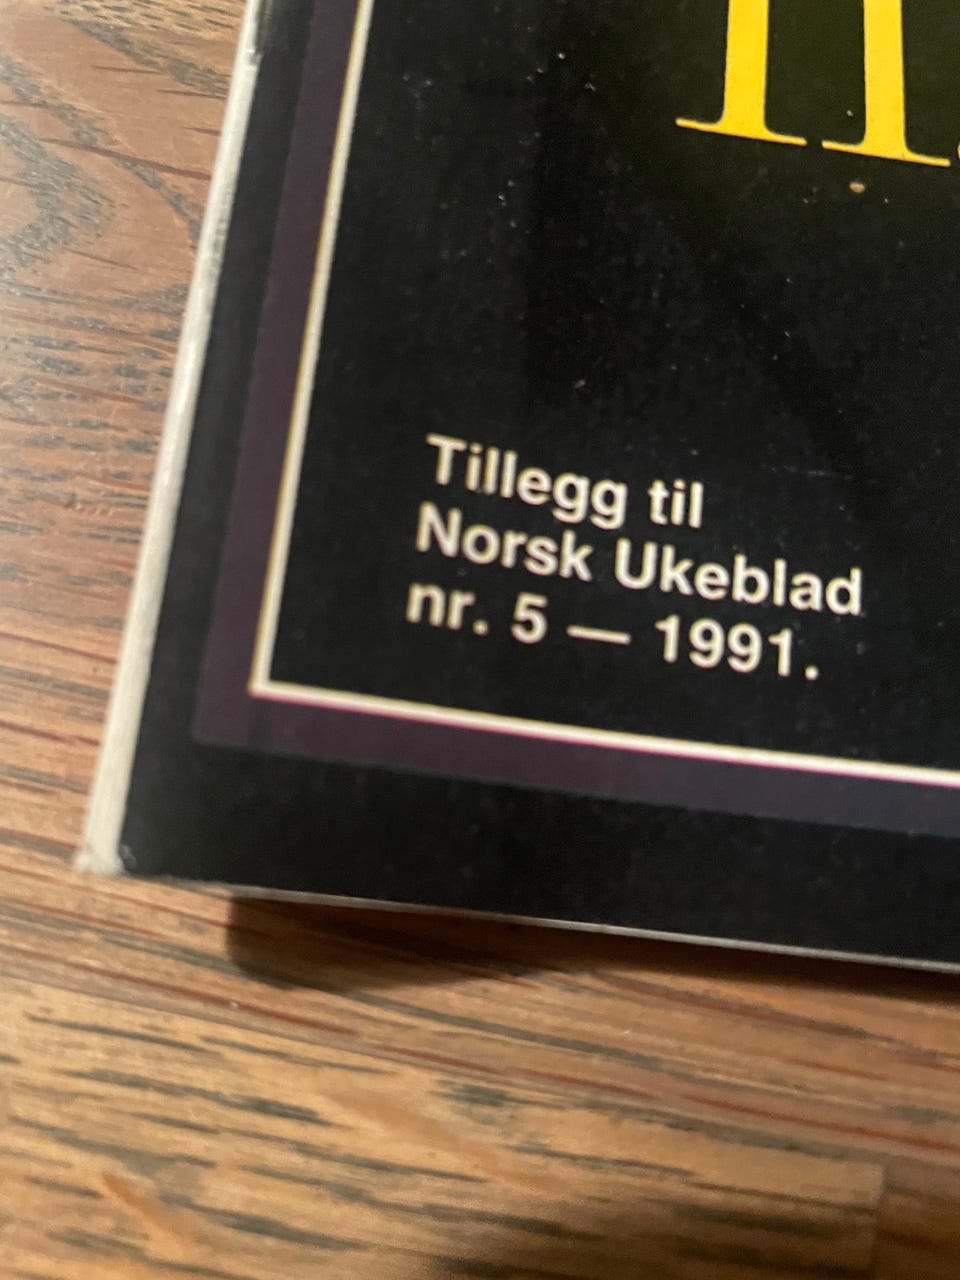 Tillegg til
Norsk Ukeblad
nr. 5 — 1991.